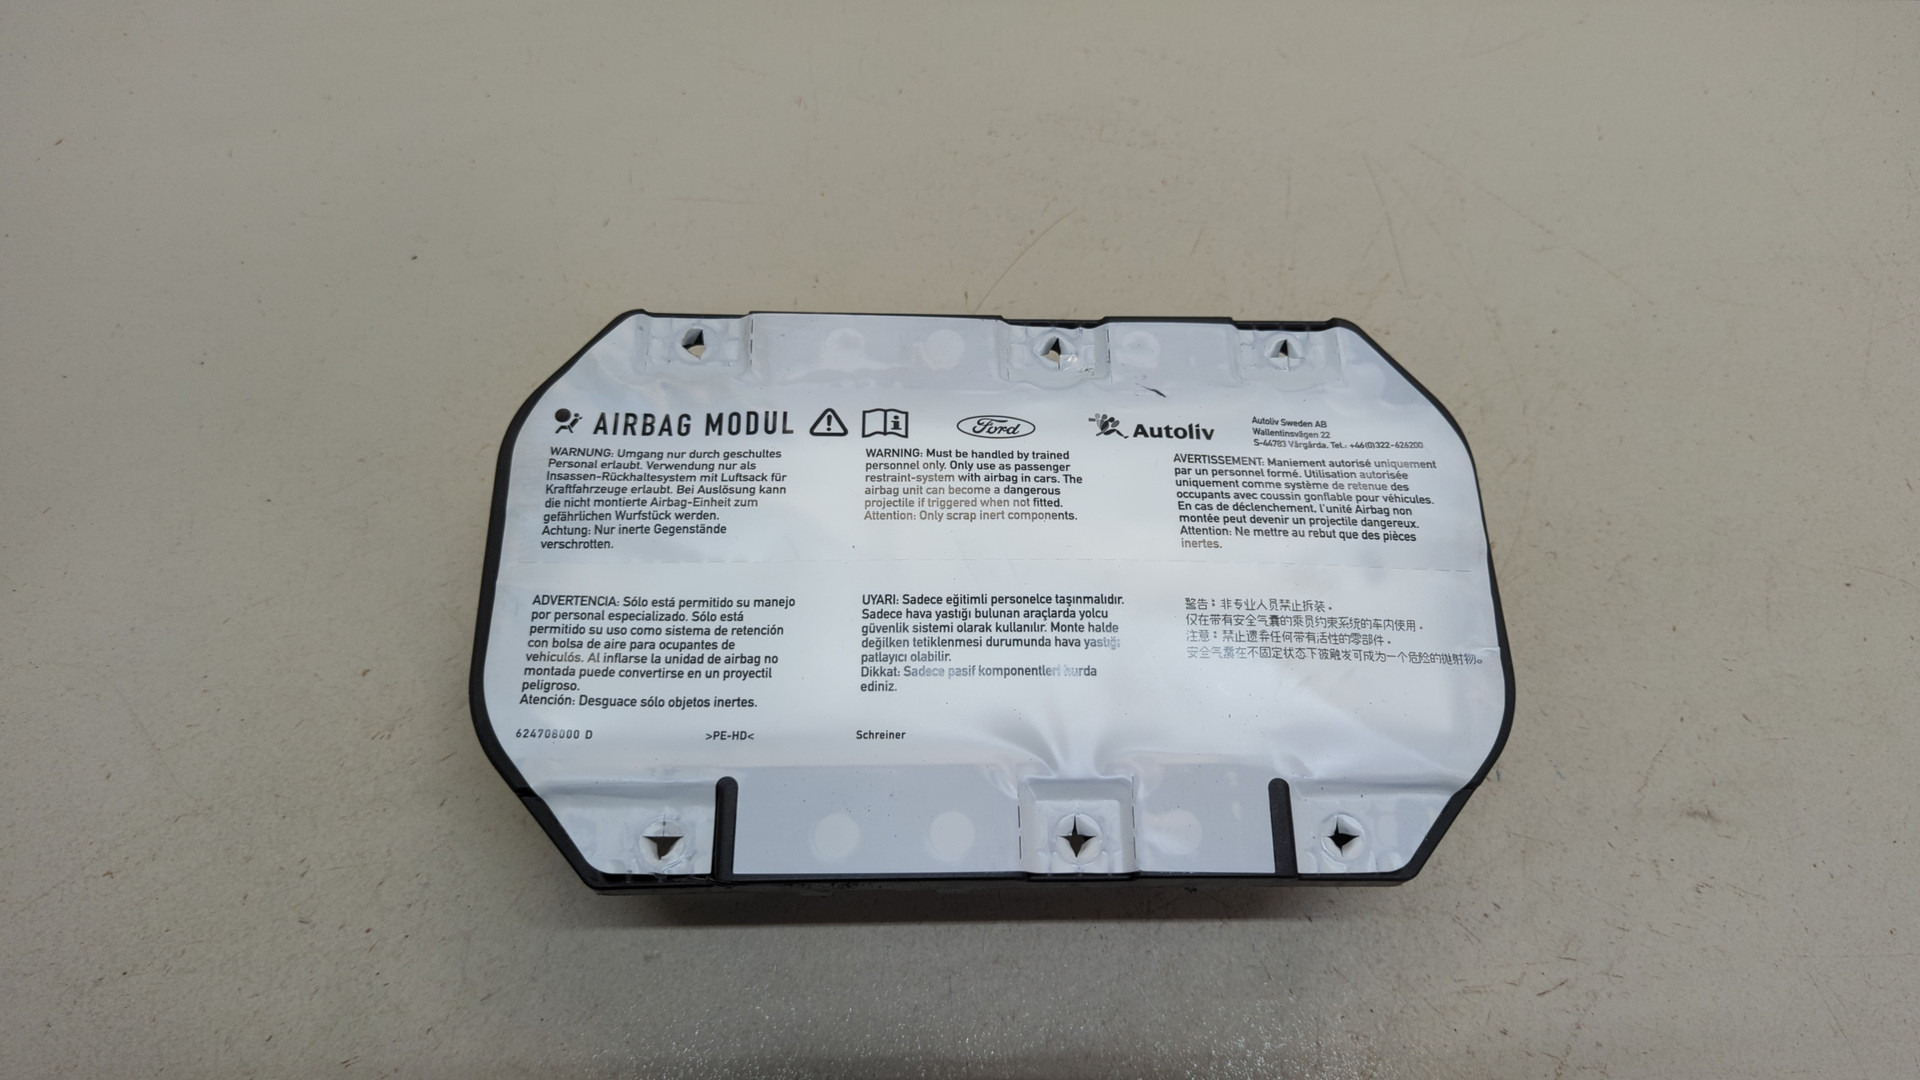 AIRBAG MODUL
Ford
Autoliv
Autoliv Sweden AB
Wallentinsvägen 22
S-44783 Vårgårda. Tel.: +46(0)322-626200
WARNUNG: Umgang nur durch geschultes
Personal erlaubt. Verwendung nur als
Insassen-Rückhaltesystem mit Luftsack für
Kraftfahrzeuge erlaubt. Bei Auslösung kann
die nicht montierte Airbag-Einheit zum
gefährlichen Wurfstück werden.
Achtung: Nur inerte Gegenstände
verschrotten.
WARNING: Must be handled by trained
personnel only. Only use as passenger
restraint-system with airbag in cars. The
airbag unit can become a dangerous
projectile if triggered when not fitted.
Attention: Only scrap inert components.
AVERTISSEMENT: Maniement autorisé uniquement
par un personnel formé. Utilisation autorisée
uniquement comme système de retenue des
occupants avec coussin gonflable pour véhicules.
En cas de déclenchement, l'unité Airbag non
montée peut devenir un projectile dangereux.
Attention: Ne mettre au rebut que des pièces
inertes.
ADVERTENCIA: Sólo está permitido su manejo
por personal especializado. Sólo está
permitido su uso como sistema de retención
con bolsa de aire para ocupantes de
vehiculós. Al inflarse la unidad de airbag no
montada puede convertirse en un proyectil
peligroso.
Atención: Desguace sólo objetos inertes.
UYARI: Sadece eğitimli personelce taşınmalıdır.
Sadece hava yastığı bulunan araçlarda yolcu
güvenlik sistemi olarak kullanılır. Monte halde
değilken tetiklenmesi durumunda hava yastığı
patlayıcı olabilir.
Dikkat: Sadece pasif komponentleri hurda
ediniz.
警告：非专业人员禁止拆装。
仅在带有安全气囊的乘员约束系统的车内使用。
注意：禁止遗弃任何带有活性的零部件。
安全气囊在不固定状态下被触发可成为一个危险的抛射物。
624708000 D
>PE-HD<
Schreiner